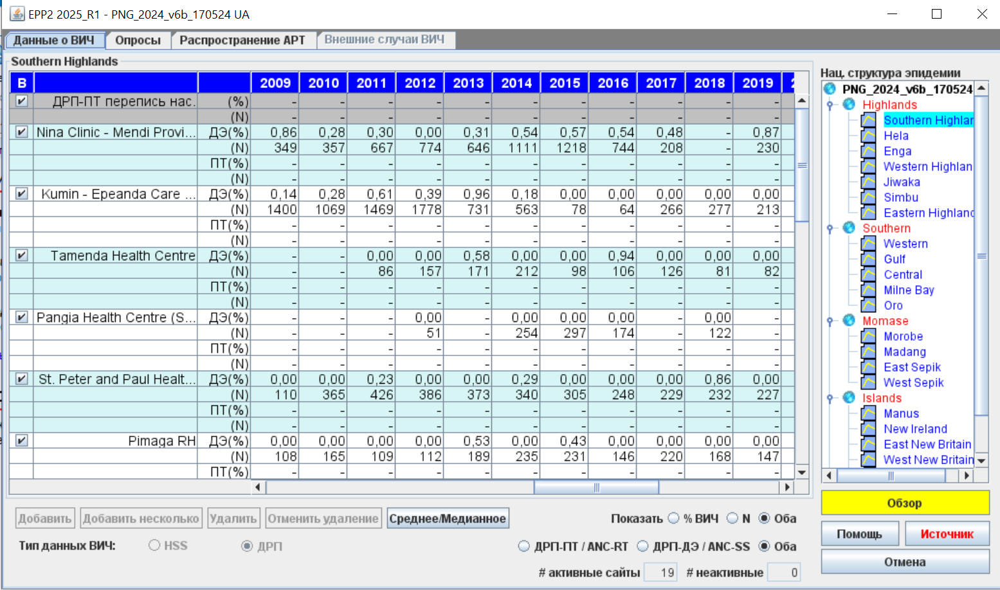 EPP2 2025_R1 - PNG_2024_v6b_170524 UA
Данные о ВИЧ Опросы Распространение АРТ Внешние случаи ВИЧ
Southern Highlands
В 2009 2010 2011 2012 2013 2014 2015 2016 2017 2018 2019
ДРП-ПТ перепись нас. (%) - - - - - - - - - - -
(N) - - - - - - - - - - -
Nina Clinic - Mendi Provi... ДЭ(%) 0,86 0,28 0,30 0,00 0,31 0,54 0,57 0,54 0,48 - 0,87
(N) 349 357 667 774 646 1111 1218 744 208 - 230
ПТ(%) - - - - - - - - - - -
(N) - - - - - - - - - - -
Kumin - Epeanda Care ... ДЭ(%) 0,14 0,28 0,61 0,39 0,96 0,18 0,00 0,00 0,00 0,00 0,00
(N) 1400 1069 1469 1778 731 563 78 64 266 277 213
ПТ(%) - - - - - - - - - - -
(N) - - - - - - - - - - -
Tamenda Health Centre ДЭ(%) - - 0,00 0,00 0,58 0,00 0,00 0,94 0,00 0,00 0,00
(N) - - 86 157 171 212 98 106 126 81 82
ПТ(%) - - - - - - - - - - -
(N) - - - - - - - - - - -
Pangia Health Centre (S... ДЭ(%) - - - 0,00 - 0,00 0,00 0,00 - 0,00 -
(N) - - - 51 - 254 297 174 - 122 -
ПТ(%) - - - - - - - - - - -
(N) - - - - - - - - - - -
St. Peter and Paul Healt... ДЭ(%) 0,00 0,00 0,23 0,00 0,00 0,29 0,00 0,00 0,00 0,86 0,00
(N) 110 365 426 386 373 340 305 248 229 232 227
ПТ(%) - - - - - - - - - - -
(N) - - - - - - - - - - -
Pimaga RH ДЭ(%) 0,00 0,00 0,00 0,00 0,53 0,00 0,43 0,00 0,00 0,00 0,00
(N) 108 165 109 112 189 235 231 146 220 168 147
ПТ(%) - - - - - - - - - - -
Добавить Добавить несколько Удалить Отменить удаление Среднее/Медианное Показать % ВИЧ N Оба
Тип данных ВИЧ: HSS ДРП ДРП-ПТ / ANC-RT ДРП-ДЭ / ANC-SS Оба
# активные сайты 19 # неактивные 0
Нац. структура эпидемии
PNG_2024_v6b_170524
Highlands
Southern Highlar
Hela
Enga
Western Highlan
Jiwaka
Simbu
Eastern Highland
Southern
Western
Gulf
Central
Milne Bay
Oro
Momase
Morobe
Madang
East Sepik
West Sepik
Islands
Manus
New Ireland
East New Britain
West New Britain
Обзор
Помощь Источник
Отмена